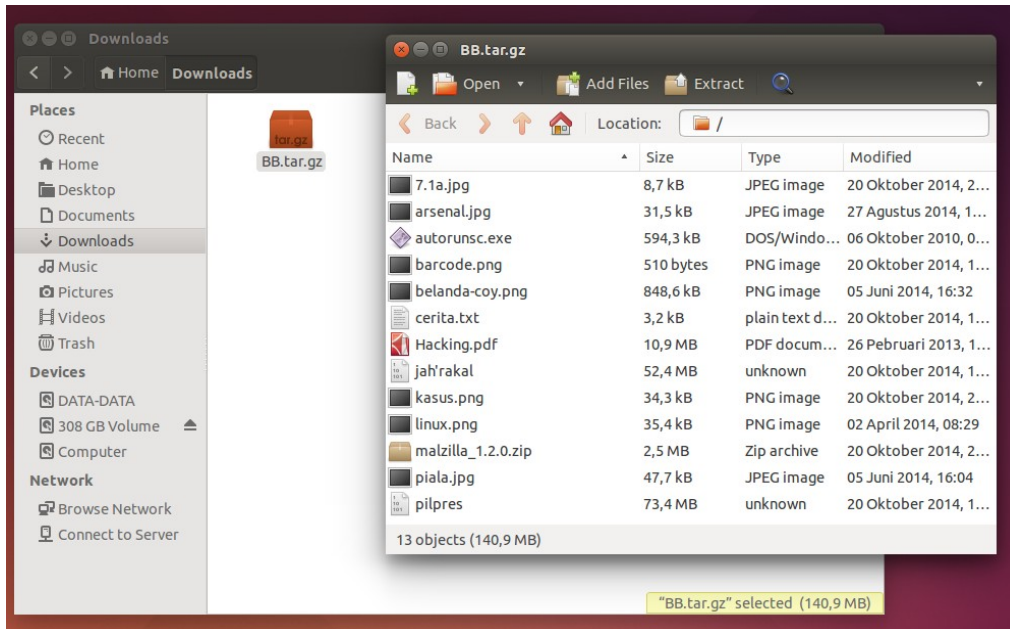 Downloads
Home Downloads
Places
Recent
Home
Desktop
Documents
Downloads
Music
Pictures
Videos
Trash
Devices
DATA-DATA
308 GB Volume
Computer
Network
Browse Network
Connect to Server
tar.gz
BB.tar.gz
BB.tar.gz
Open Add Files Extract
Back Location: /
Name Size Type Modified
7.1a.jpg 8,7 kB JPEG image 20 Oktober 2014, 2...
arsenal.jpg 31,5 kB JPEG image 27 Agustus 2014, 1...
autorunsc.exe 594,3 kB DOS/Windo... 06 Oktober 2010, 0...
barcode.png 510 bytes PNG image 20 Oktober 2014, 1...
belanda-coy.png 848,6 kB PNG image 05 Juni 2014, 16:32
cerita.txt 3,2 kB plain text d... 20 Oktober 2014, 1...
Hacking.pdf 10,9 MB PDF docum... 26 Pebruari 2013, 1...
jah'rakal 52,4 MB unknown 20 Oktober 2014, 1...
kasus.png 34,3 kB PNG image 20 Oktober 2014, 2...
linux.png 35,4 kB PNG image 02 April 2014, 08:29
malzilla_1.2.0.zip 2,5 MB Zip archive 20 Oktober 2014, 2...
piala.jpg 47,7 kB JPEG image 05 Juni 2014, 16:04
pilpres 73,4 MB unknown 20 Oktober 2014, 1...
13 objects (140,9 MB)
"BB.tar.gz" selected (140,9 MB)